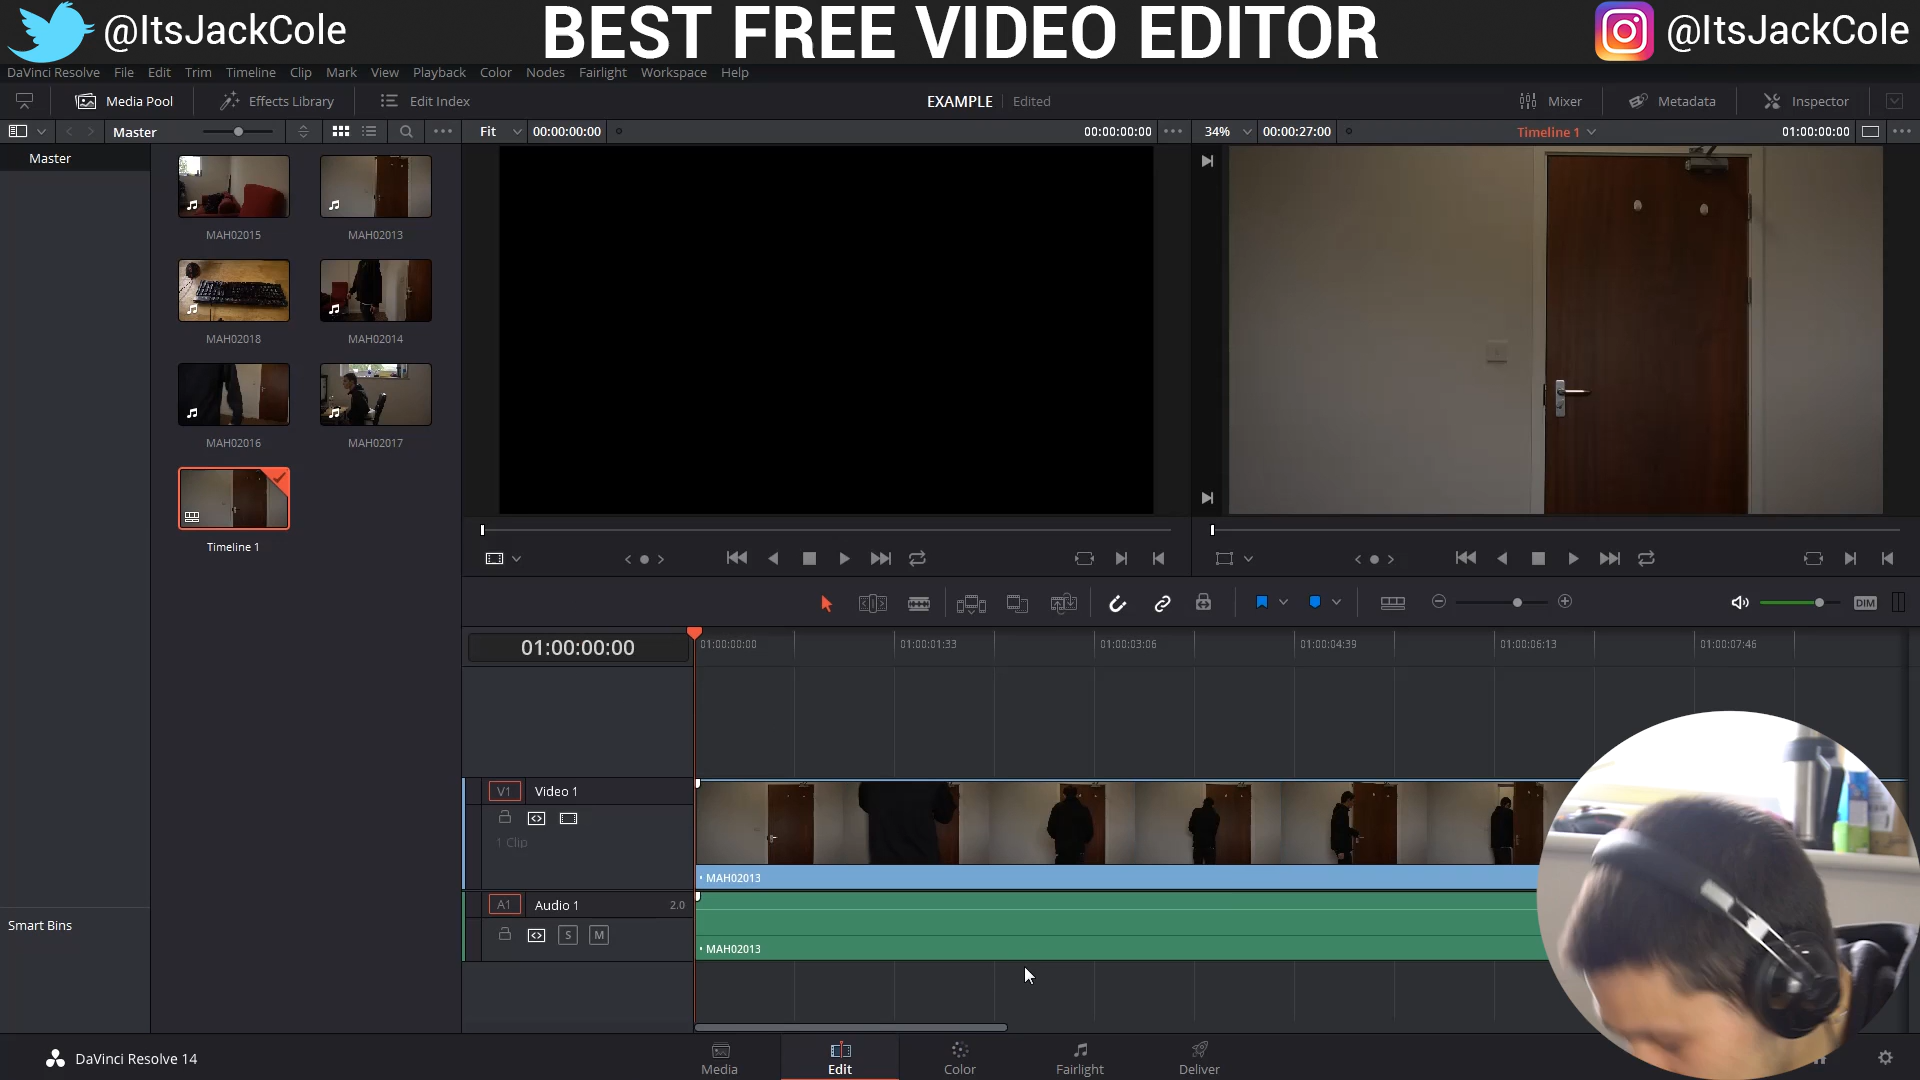 @ItsJackCole BEST FREE VIDEO EDITOR @ItsJackCole
DaVinci Resolve File Edit Trim Timeline Clip Mark View Playback Color Nodes Fairlight Workspace Help
Media Pool Effects Library Edit Index EXAMPLE Edited Mixer Metadata Inspector
Master Fit 00:00:00:00 00:00:00:00 34% 00:00:27:00 Timeline 1 01:00:00:00
Master
MAH02015 MAH02013
MAH02018 MAH02014
MAH02016 MAH02017
Timeline 1
DIM
01:00:00:00 01:00:00:00 01:00:01:33 01:00:03:06 01:00:04:39 01:00:06:13 01:00:07:46
V1 Video 1
1 Clip
MAH02013
A1 Audio 1 2.0
S M
MAH02013
Smart Bins
DaVinci Resolve 14
Media Edit Color Fairlight Deliver